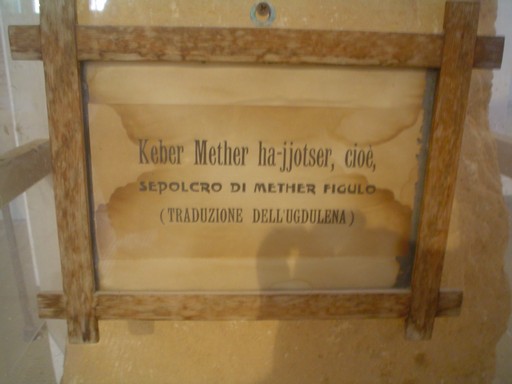 Keber Mether ha-jjotser, cioè,
SEPOLCRO DI METHER FIGULO
(TRADUZIONE DELL'UGDULENA)